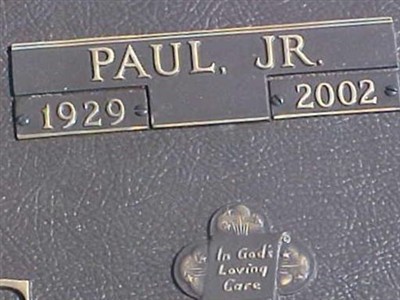 PAUL, JR.
1929 2002
In God's
Loving
Care